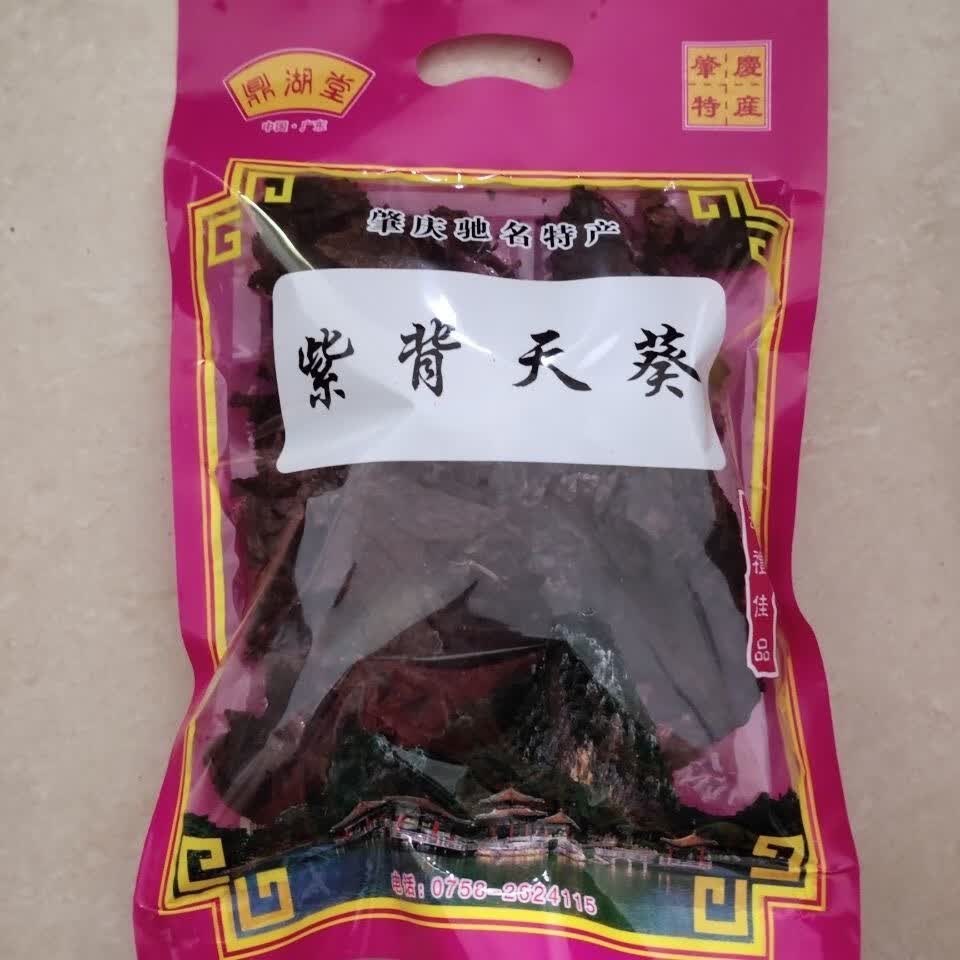 鼎湖堂
中国·广东
肇慶
特産
肇庆驰名特产
紫背天葵
佳品
电话:0758-2624115